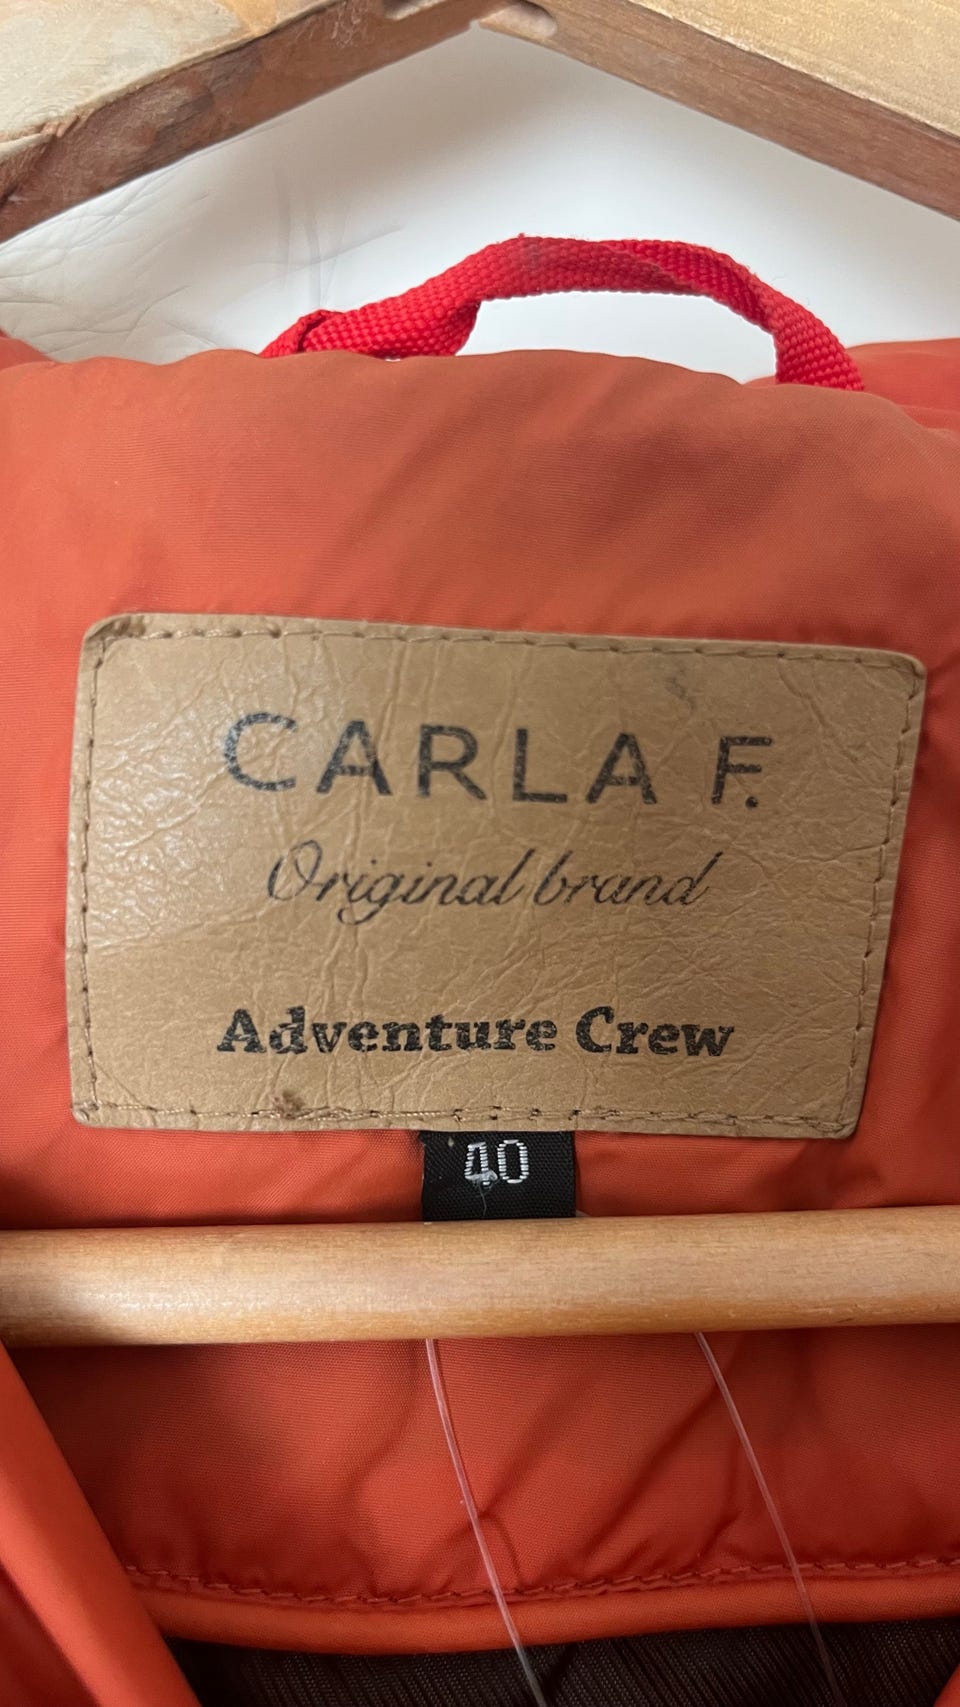 CARLA F.
Original brand
Adventure Crew
40